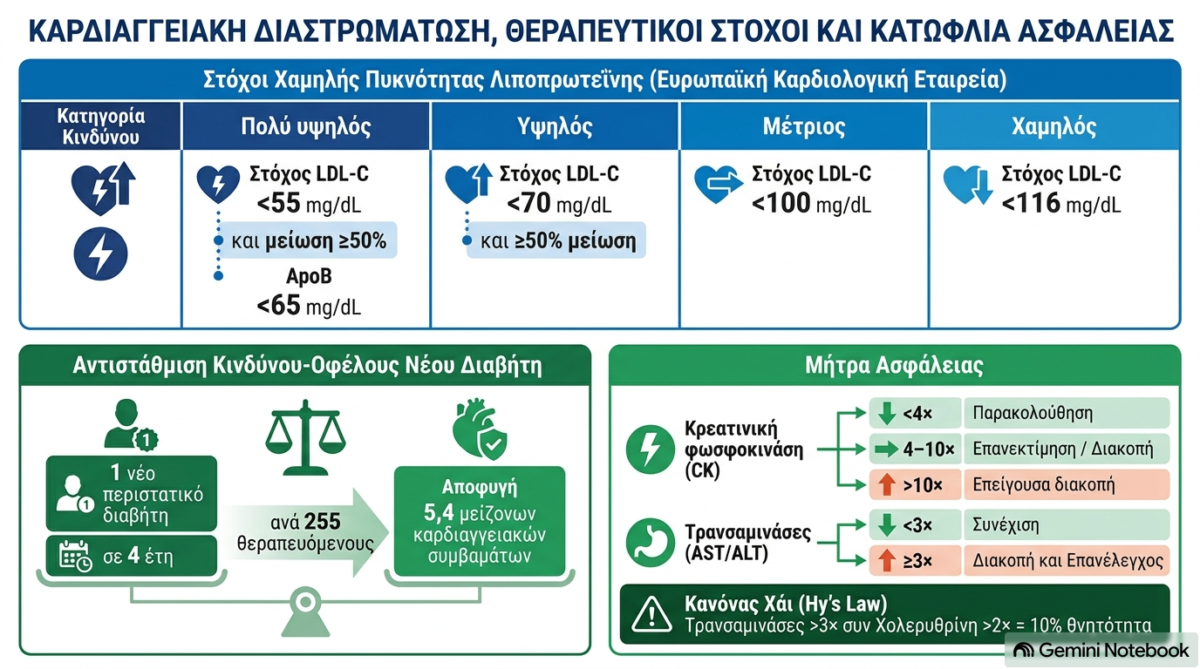 ΚΑΡΔΙΑΓΓΕΙΑΚΗ ΔΙΑΣΤΡΩΜΑΤΩΣΗ, ΘΕΡΑΠΕΥΤΙΚΟΙ ΣΤΟΧΟΙ ΚΑΙ ΚΑΤΩΦΛΙΑ ΑΣΦΑΛΕΙΑΣ
Στόχοι Χαμηλής Πυκνότητας Λιποπρωτεΐνης (Ευρωπαϊκή Καρδιολογική Εταιρεία)
Κατηγορία
Κινδύνου
Πολύ υψηλός
Στόχος LDL-C
<55 mg/dL
και μείωση ≥50%
ApoB
<65 mg/dL
Υψηλός
Στόχος LDL-C
<70 mg/dL
και ≥50% μείωση
Μέτριος
Στόχος LDL-C
<100 mg/dL
Χαμηλός
Στόχος LDL-C
<116 mg/dL
Αντιστάθμιση Κινδύνου-Οφέλους Νέου Διαβήτη
1
1
1 νέο
περιστατικό
διαβήτη
σε 4 έτη
ανά 255
θεραπευόμενους
Αποφυγή
5,4 μείζονων
καρδιαγγειακών
συμβαμάτων
Μήτρα Ασφάλειας
Κρεατινική
φωσφοκινάση
(CK)
<4× Παρακολούθηση
4–10× Επανεκτίμηση / Διακοπή
>10× Επείγουσα διακοπή
Τρανσαμινάσες
(AST/ALT)
<3× Συνέχιση
≥3× Διακοπή και Επανέλεγχος
Κανόνας Χάι (Hy's Law)
Τρανσαμινάσες >3× συν Χολερυθρίνη >2× = 10% θνητότητα
Gemini Notebook